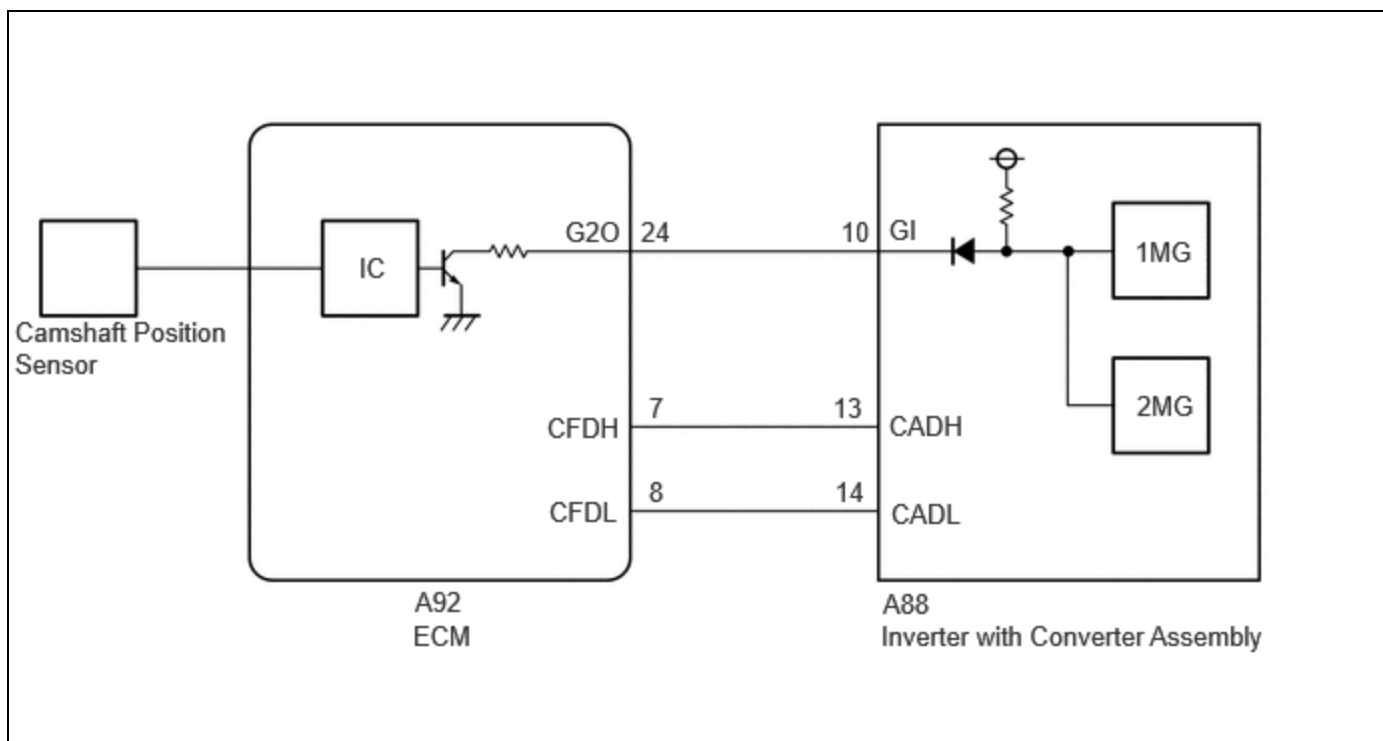 G2O 24 10 GI
IC
1MG
Camshaft Position
Sensor
2MG
7 13
CFDH CADH
8 14
CFDL CADL
A92
ECM
A88
Inverter with Converter Assembly